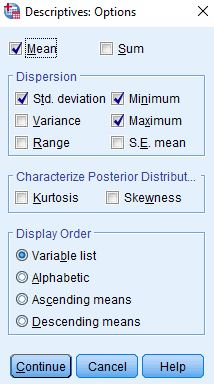 Descriptives: Options
Mean Sum
Dispersion
Std. deviation Minimum
Variance Maximum
Range S.E. mean
Characterize Posterior Distribut...
Kurtosis Skewness
Display Order
Variable list
Alphabetic
Ascending means
Descending means
Continue Cancel Help